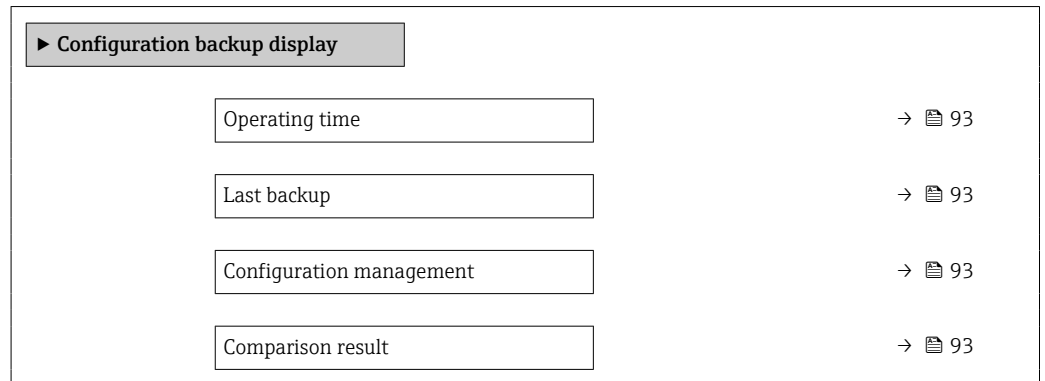 ▶ Configuration backup display
Operating time → 🖹 93
Last backup → 🖹 93
Configuration management → 🖹 93
Comparison result → 🖹 93